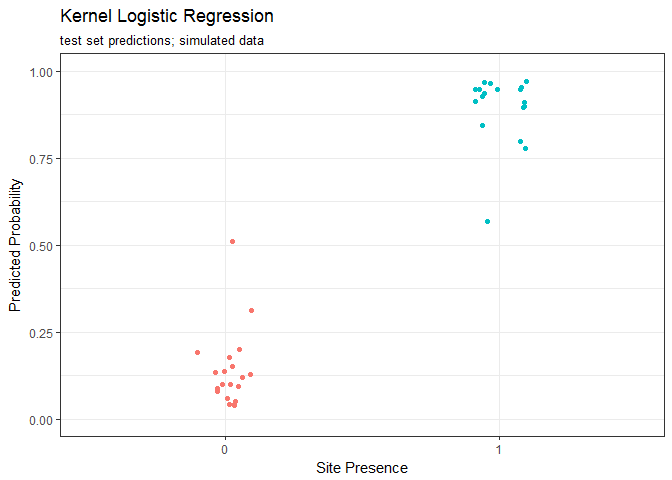 Kernel Logistic Regression
test set predictions; simulated data
1.00
0.75
0.50
0.25
0.00
Predicted Probability
0 1
Site Presence